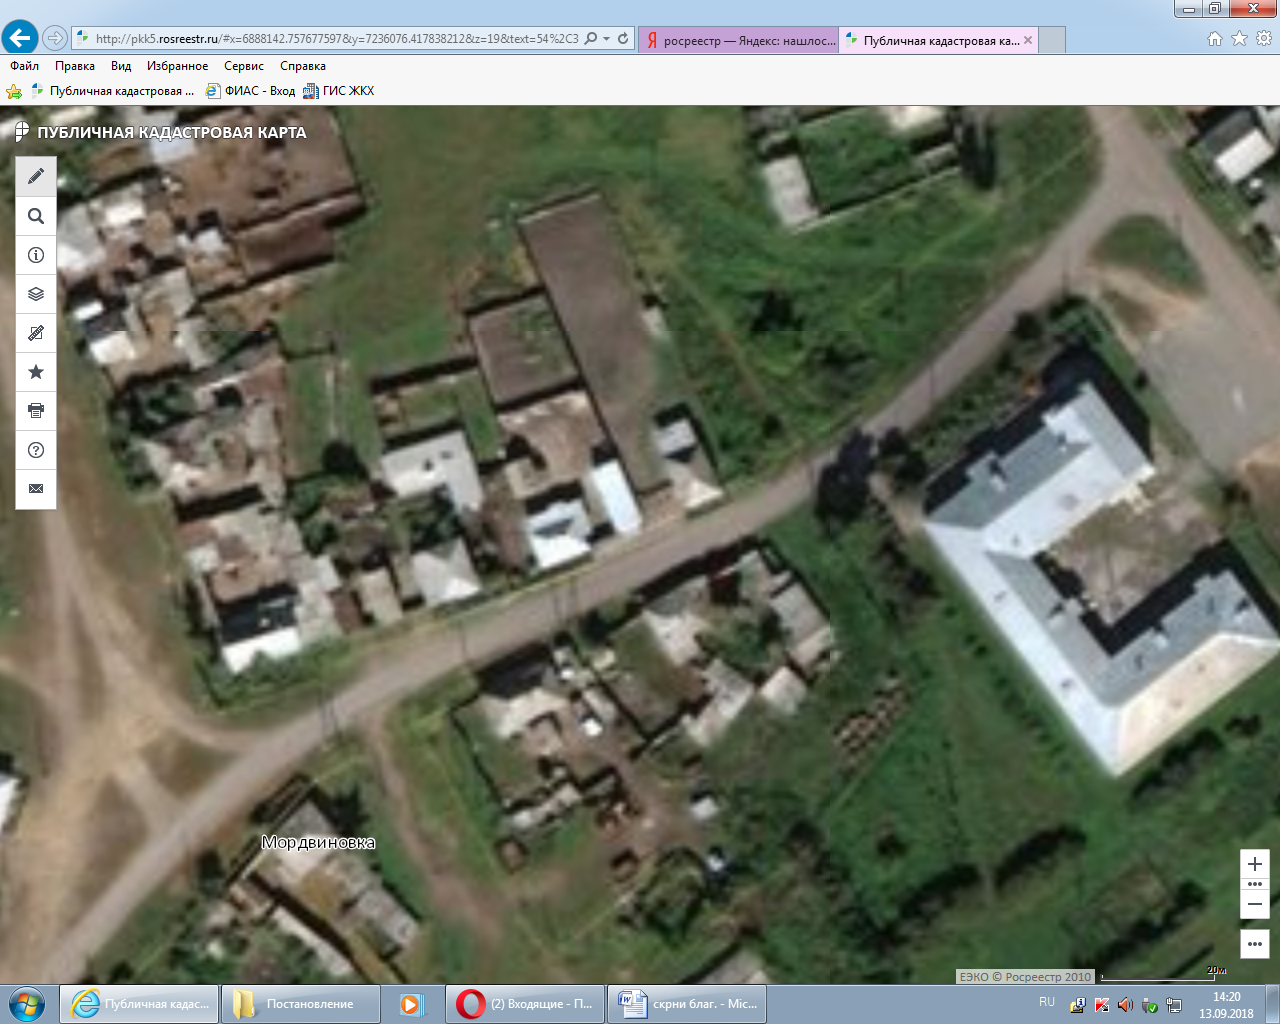 http://pkk5.rosreestr.ru/#x=6888142.757677597&y=7236076.417838212&z=19&text=54%2C3
росреестр — Яндекс: нашлос...
Публичная кадастровая ка...
Файл Правка Вид Избранное Сервис Справка
Публичная кадастровая ...
ФИАС - Вход
ГИС ЖКХ
ПУБЛИЧНАЯ КАДАСТРОВАЯ КАРТА
Мордвиновка
20м
ЕЭКО © Росреестр 2010
Публичная кадас...
Постановление
(2) Входящие - П...
скрни благ. - Mic...
RU
14:20
13.09.2018